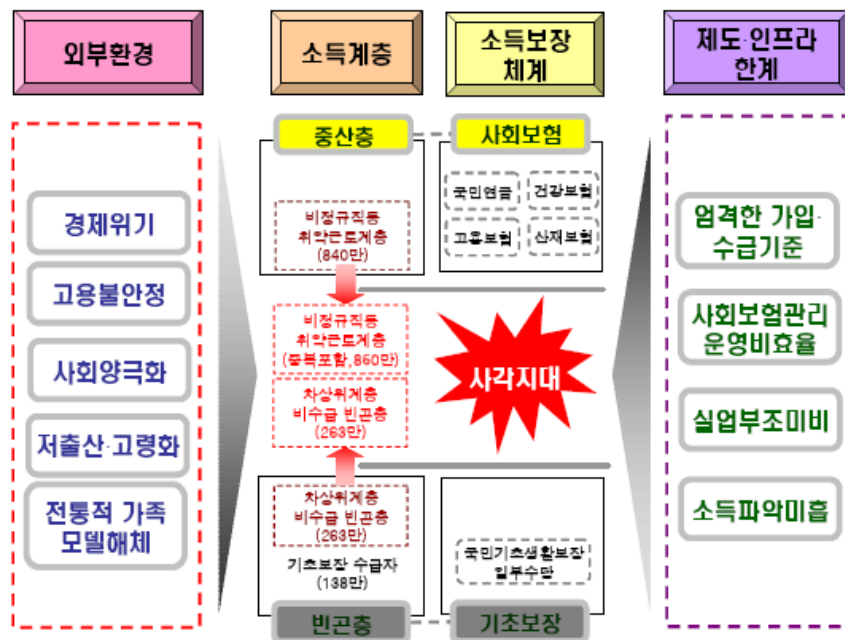 외부환경
소득계층
소득보장
체계
제도·인프라
한계
경제위기
고용불안정
사회양극화
저출산·고령화
전통적 가족
모델해체
중산층
사회보험
비정규직등
취약근로계층
(840만)
국민연금
건강보험
고용보험
산재보험
비정규직등
취약근로계층
(중복포함,860만)
차상위계층
비수급 빈곤층
(263만)
사각지대
차상위계층
비수급 빈곤층
(263만)
기초보장 수급자
(138만)
국민기초생활보장
일부수당
빈곤층
기초보장
엄격한 가입·
수급기준
사회보험관리
운영비효율
실업부조미비
소득파악미흡